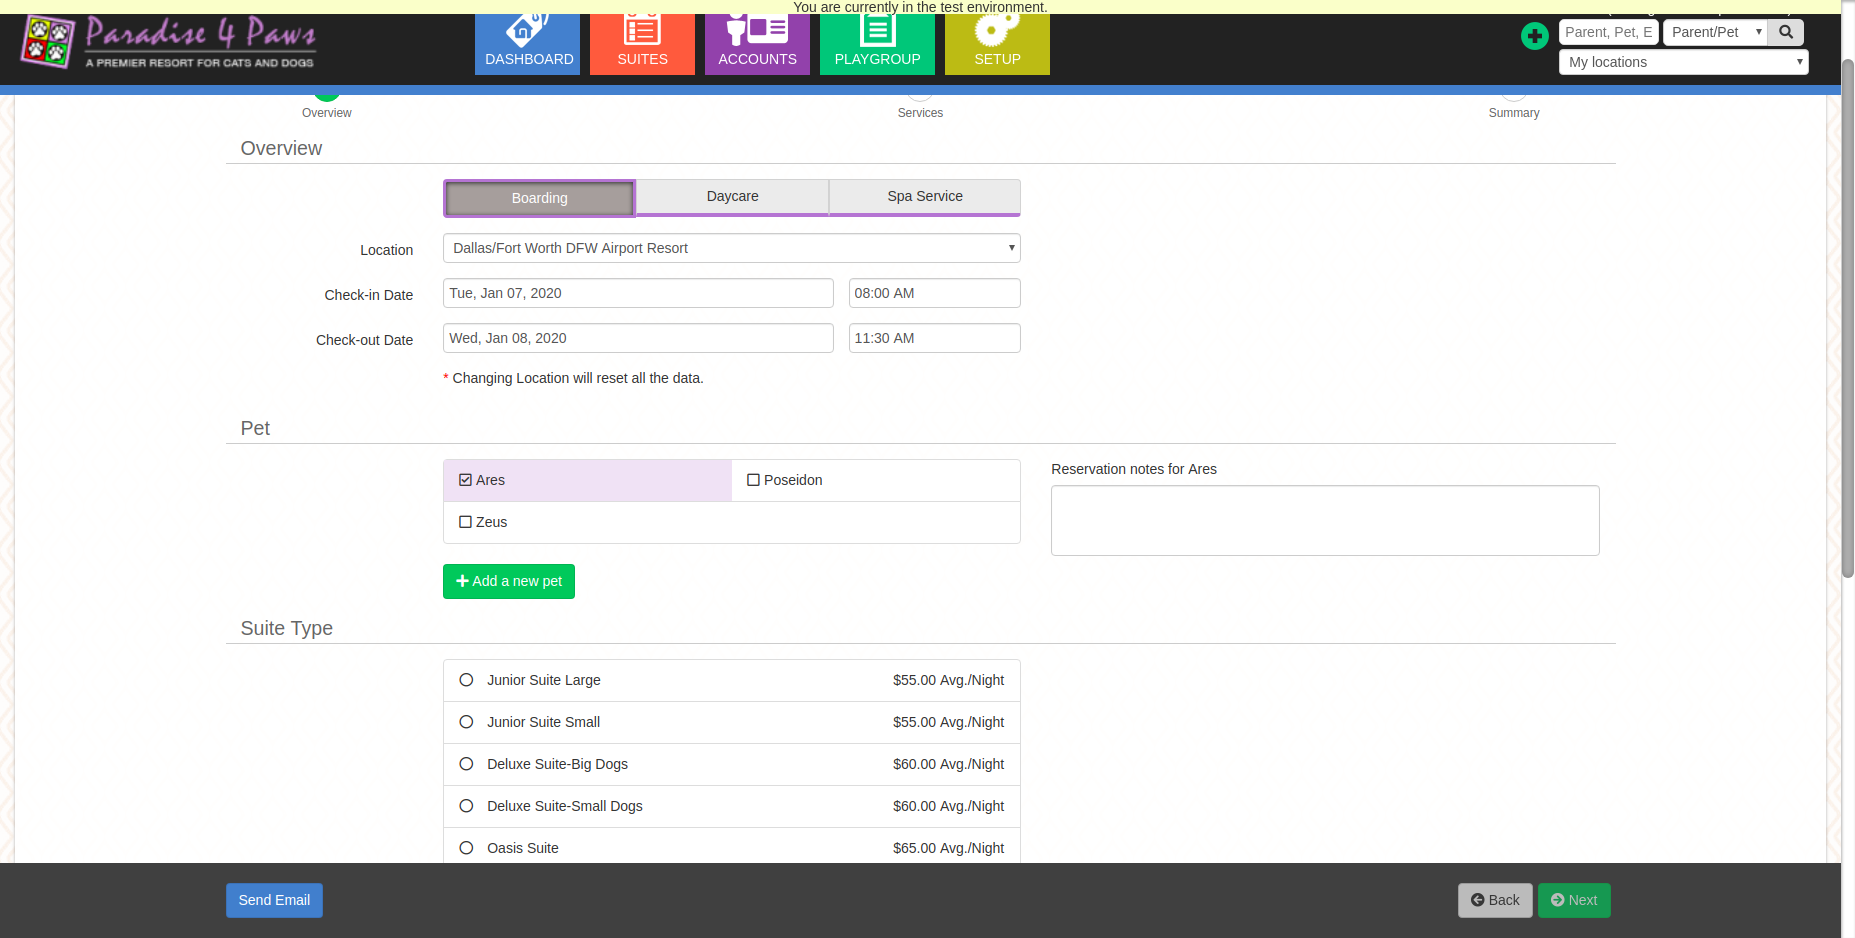 You are currently in the test environment.
Paradise 4 Paws
A PREMIER RESORT FOR CATS AND DOGS
DASHBOARD
SUITES
ACCOUNTS
PLAYGROUP
SETUP
Parent, Pet, E
Parent/Pet
My locations
Overview
Services
Summary
Overview
Boarding
Daycare
Spa Service
Location
Dallas/Fort Worth DFW Airport Resort
Check-in Date
Tue, Jan 07, 2020
08:00 AM
Check-out Date
Wed, Jan 08, 2020
11:30 AM
* Changing Location will reset all the data.
Pet
Ares
Poseidon
Zeus
Reservation notes for Ares
Add a new pet
Suite Type
Junior Suite Large $55.00 Avg./Night
Junior Suite Small $55.00 Avg./Night
Deluxe Suite-Big Dogs $60.00 Avg./Night
Deluxe Suite-Small Dogs $60.00 Avg./Night
Oasis Suite $65.00 Avg./Night
Send Email
Back
Next